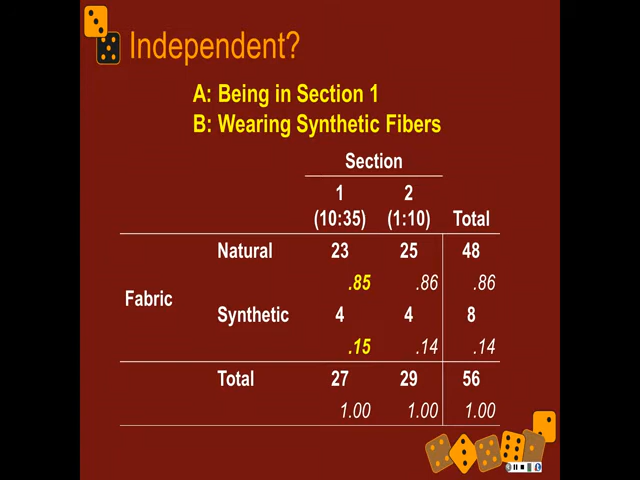 Independent?
A: Being in Section 1
B: Wearing Synthetic Fibers
Section
1 2
(10:35) (1:10) Total
Natural 23 25 48
.85 .86 .86
Fabric
Synthetic 4 4 8
.15 .14 .14
Total 27 29 56
1.00 1.00 1.00